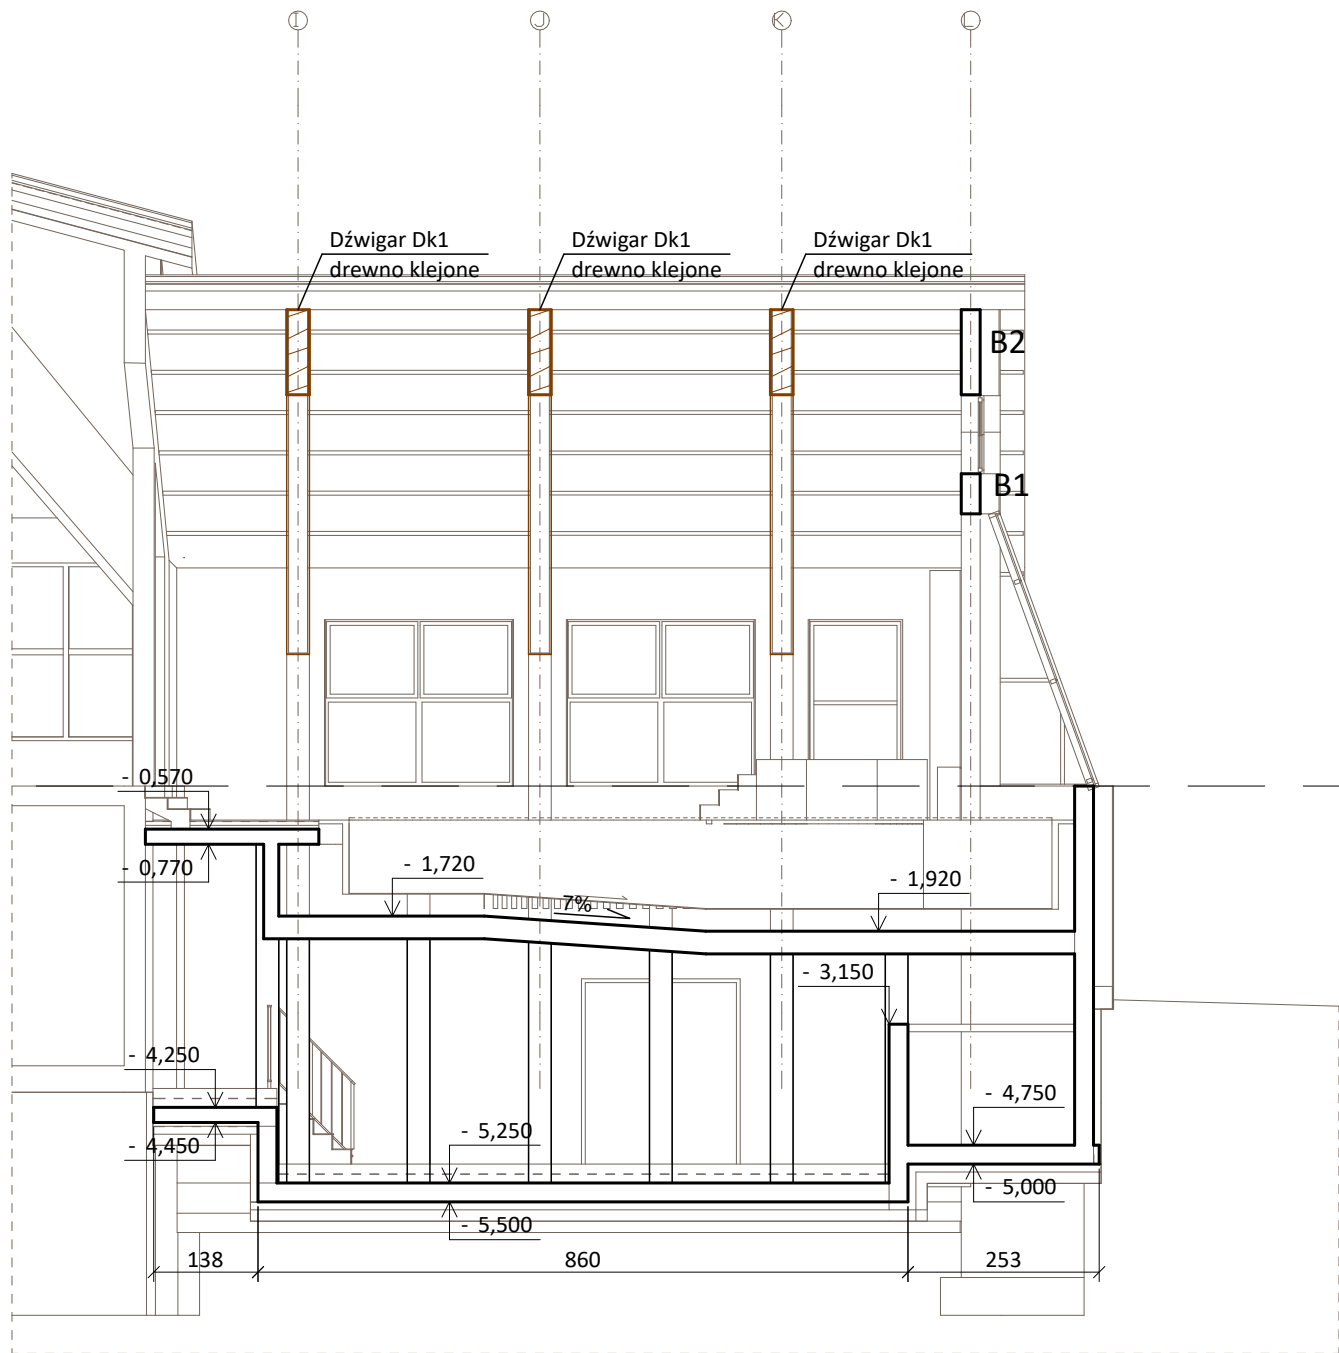 I
J
K
L
Dźwigar Dk1
drewno klejone
Dźwigar Dk1
drewno klejone
Dźwigar Dk1
drewno klejone
B2
B1
- 0,570
- 0,770
- 1,720
7%
- 1,920
- 3,150
- 4,250
- 4,450
- 4,750
- 5,250
- 5,000
- 5,500
138
860
253